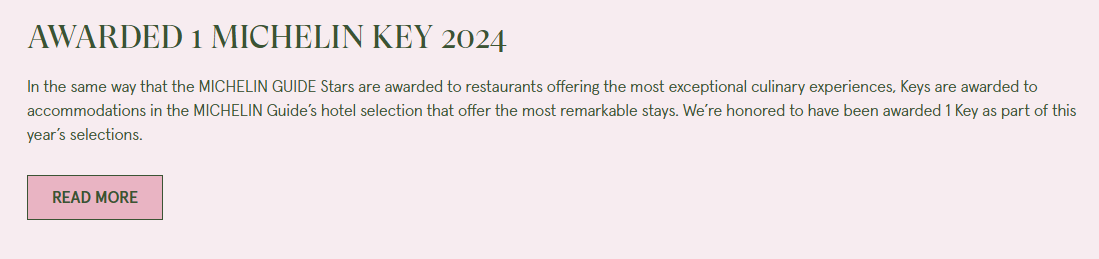 AWARDED 1 MICHELIN KEY 2024
In the same way that the MICHELIN GUIDE Stars are awarded to restaurants offering the most exceptional culinary experiences, Keys are awarded to
accommodations in the MICHELIN Guide’s hotel selection that offer the most remarkable stays. We’re honored to have been awarded 1 Key as part of this
year’s selections.
READ MORE